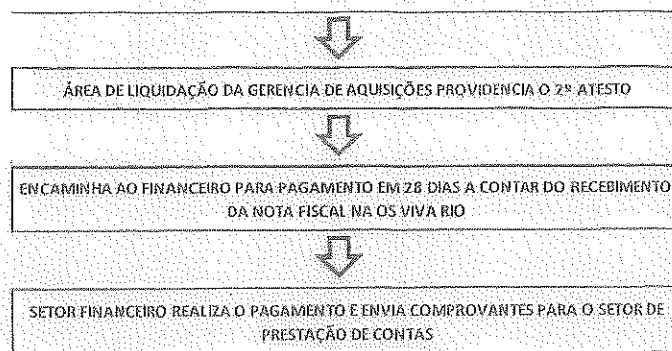 ÁREA DE LIQUIDAÇÃO DA GERENCIA DE AQUISIÇÕES PROVIDENCIA O 2º ATESTO
ENCAMINHA AO FINANCEIRO PARA PAGAMENTO EM 28 DIAS A CONTAR DO RECEBIMENTO
DA NOTA FISCAL NA OS VIVA RIO
SETOR FINANCEIRO REALIZA O PAGAMENTO E ENVIA COMPROVANTES PARA O SETOR DE
PRESTAÇÃO DE CONTAS